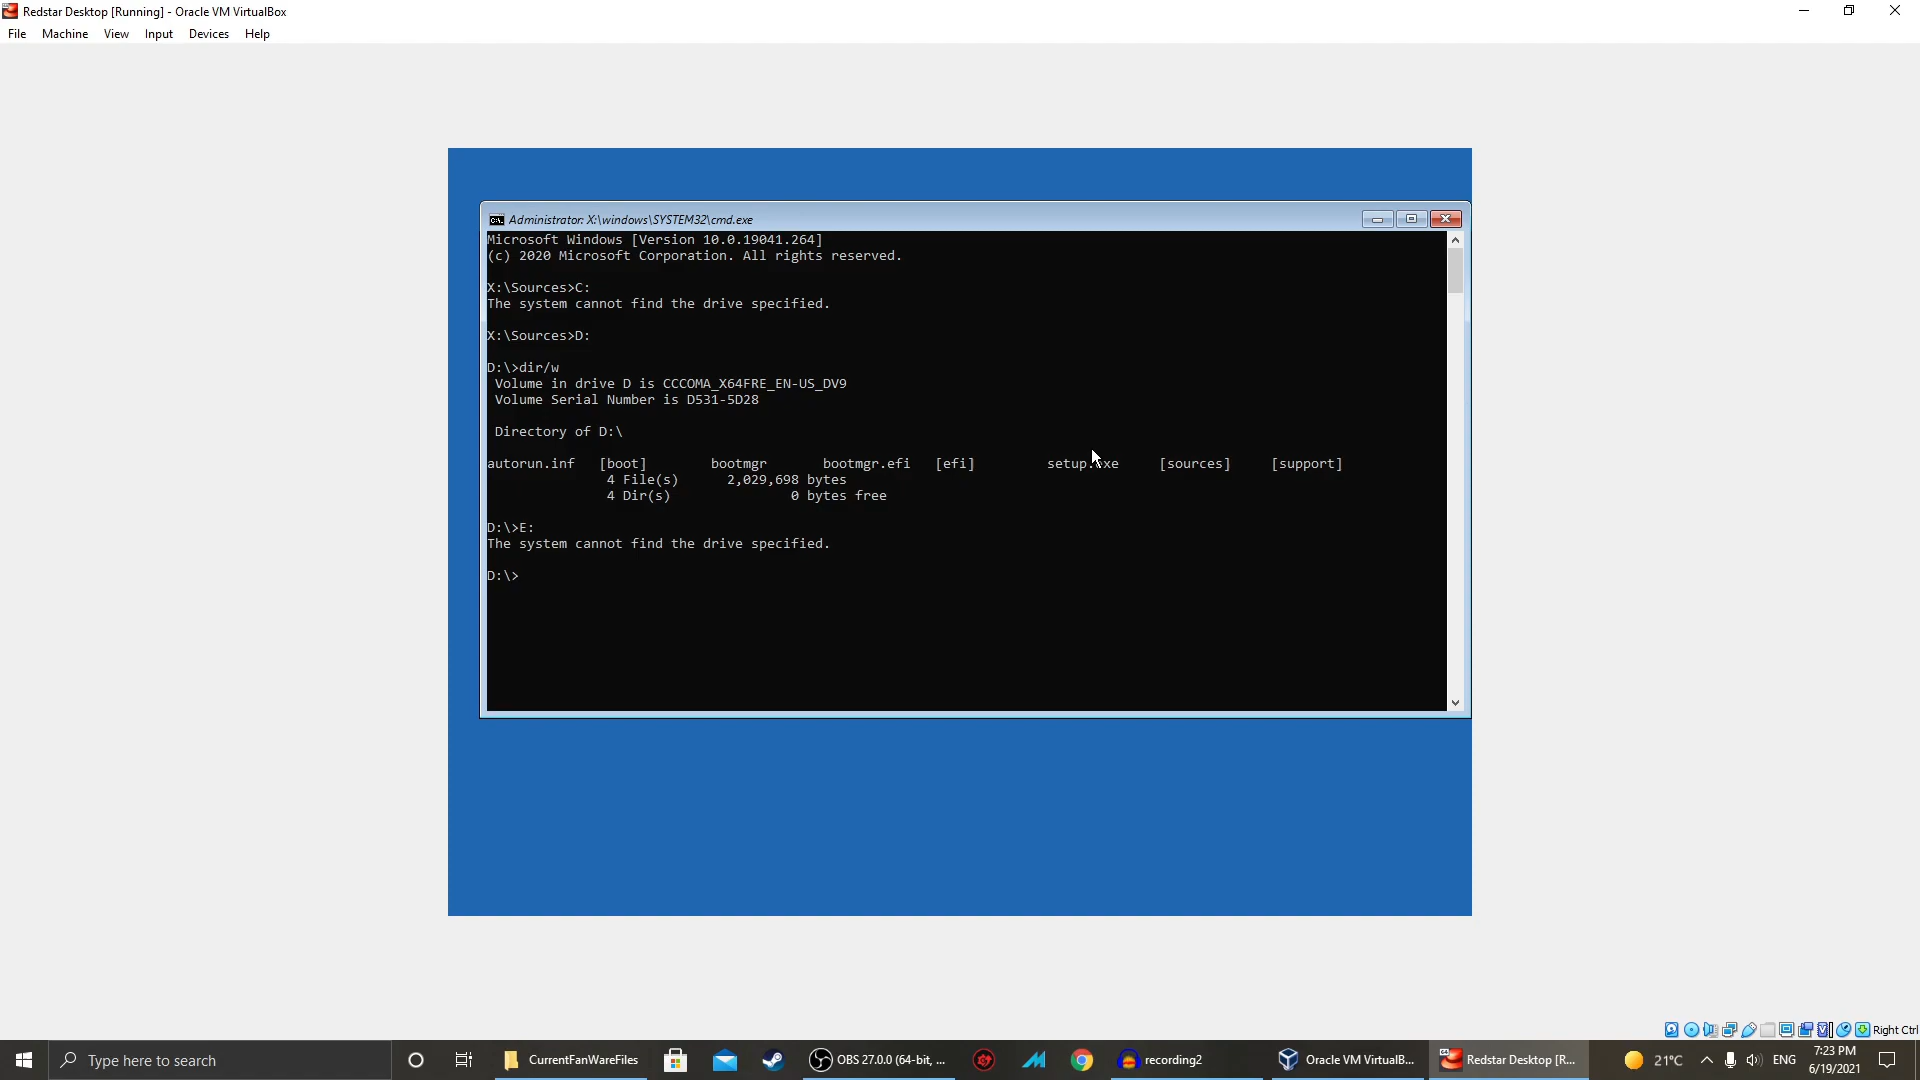 Redstar Desktop [Running] - Oracle VM VirtualBox
File Machine View Input Devices Help
Administrator: X:\windows\SYSTEM32\cmd.exe
Microsoft Windows [Version 10.0.19041.264]
(c) 2020 Microsoft Corporation. All rights reserved.
X:\Sources>C:
The system cannot find the drive specified.
X:\Sources>D:
D:\>dir/w
Volume in drive D is CCCOMA_X64FRE_EN-US_DV9
Volume Serial Number is D531-5D28
Directory of D:\
autorun.inf [boot] bootmgr bootmgr.efi [efi] setup.exe [sources] [support]
4 File(s) 2,029,698 bytes
4 Dir(s) 0 bytes free
D:\>E:
The system cannot find the drive specified.
D:\>
Right Ctrl
Type here to search
CurrentFanWareFiles
OBS 27.0.0 (64-bit, ...
recording2
Oracle VM VirtualB...
Redstar Desktop [R...
21°C
ENG
7:23 PM
6/19/2021